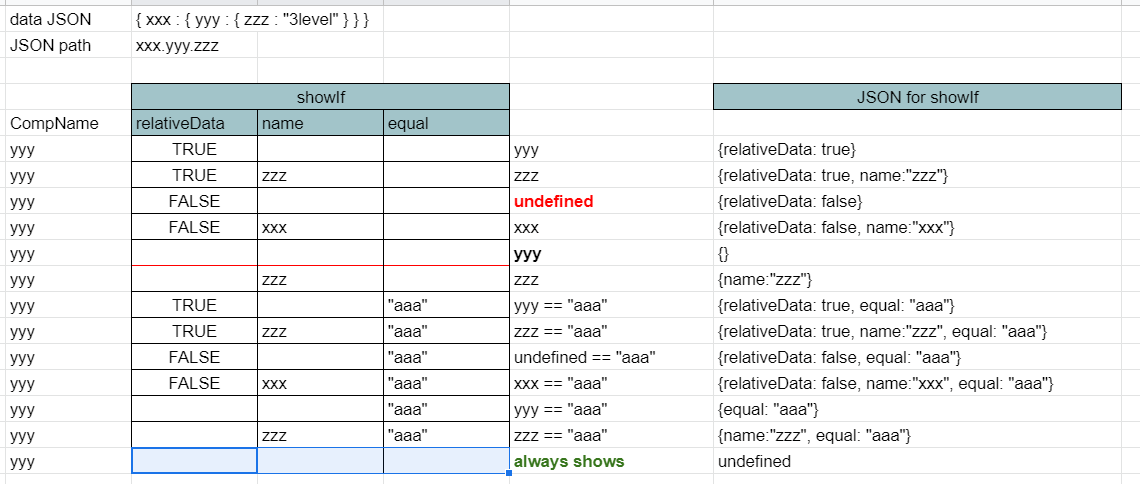 data JSON { xxx : { yyy : { zzz : "3level" } } }
JSON path xxx.yyy.zzz
showIf JSON for showIf
CompName relativeData name equal
yyy TRUE yyy {relativeData: true}
yyy TRUE zzz zzz {relativeData: true, name:"zzz"}
yyy FALSE undefined {relativeData: false}
yyy FALSE xxx xxx {relativeData: false, name:"xxx"}
yyy yyy {}
yyy zzz zzz {name:"zzz"}
yyy TRUE "aaa" yyy == "aaa" {relativeData: true, equal: "aaa"}
yyy TRUE zzz "aaa" zzz == "aaa" {relativeData: true, name:"zzz", equal: "aaa"}
yyy FALSE "aaa" undefined == "aaa" {relativeData: false, equal: "aaa"}
yyy FALSE xxx "aaa" xxx == "aaa" {relativeData: false, name:"xxx", equal: "aaa"}
yyy "aaa" yyy == "aaa" {equal: "aaa"}
yyy zzz "aaa" zzz == "aaa" {name:"zzz", equal: "aaa"}
yyy always shows undefined